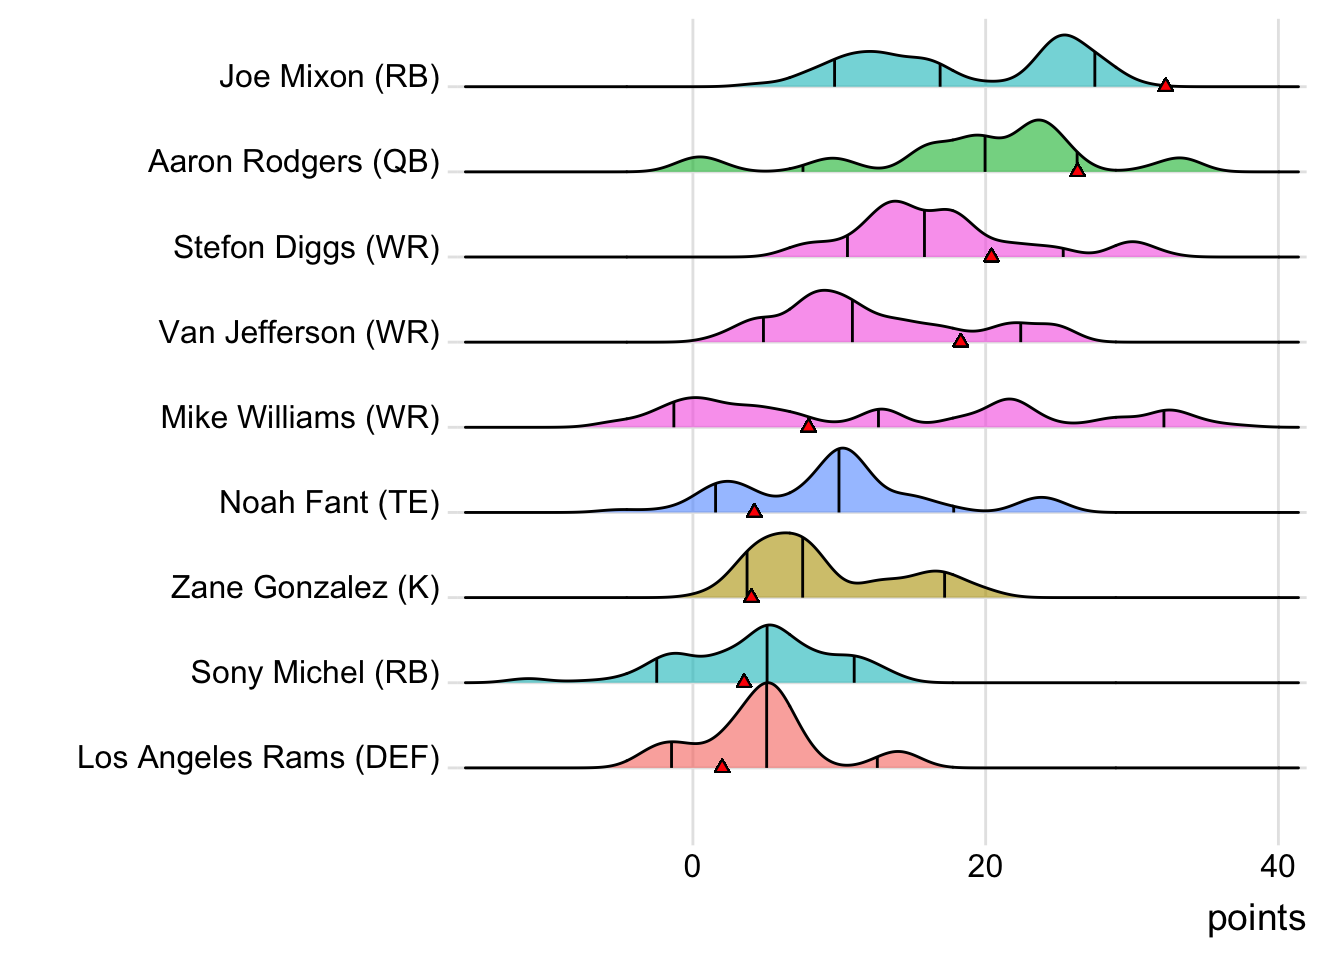 Joe Mixon (RB)
Aaron Rodgers (QB)
Stefon Diggs (WR)
Van Jefferson (WR)
Mike Williams (WR)
Noah Fant (TE)
Zane Gonzalez (K)
Sony Michel (RB)
Los Angeles Rams (DEF)
0 20 40
points